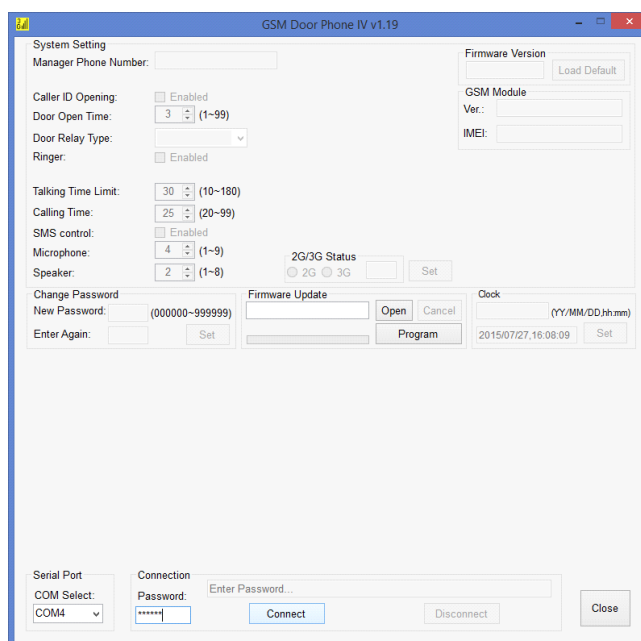 GSM Door Phone IV v1.19
System Setting
Manager Phone Number:
Firmware Version
Load Default
Caller ID Opening: Enabled
GSM Module
Door Open Time: 3 (1~99)
Ver.:
Door Relay Type:
IMEI:
Ringer: Enabled
Talking Time Limit: 30 (10~180)
Calling Time: 25 (20~99)
SMS control: Enabled
Microphone: 4 (1~9)
2G/3G Status
Speaker: 2 (1~8)
2G 3G Set
Change Password
New Password: (000000~999999)
Enter Again: Set
Firmware Update
Open Cancel
Program
Clock
(YY/MM/DD,hh:mm)
2015/07/27,16:08:09 Set
Serial Port
COM Select:
COM4
Connection
Enter Password...
Password:
****** Connect Disconnect
Close